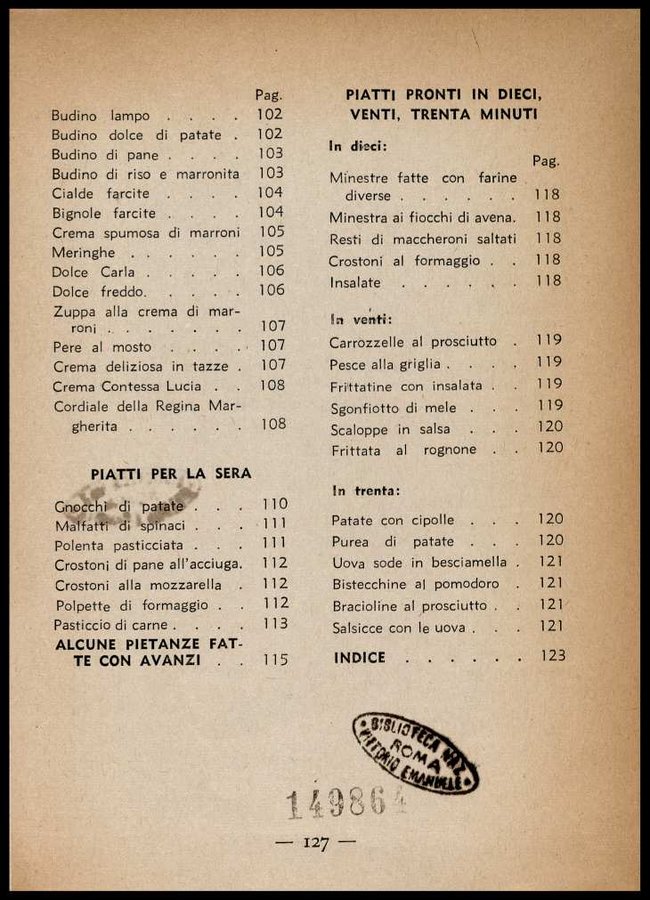 Pag.
Budino lampo . . . . 102
Budino dolce di patate . 102
Budino di pane . . . . 103
Budino di riso e marronita 103
Cialde farcite . . . . 104
Bignole farcite . . . . 104
Crema spumosa di marroni 105
Meringhe . . . . . . 105
Dolce Carla . . . . . 106
Dolce freddo. . . . . 106
Zuppa alla crema di mar-
roni . . . . . . . 107
Pere al mosto . . . . 107
Crema deliziosa in tazze . 107
Crema Contessa Lucia . . 108
Cordiale della Regina Mar-
gherita . . . . . . 108
PIATTI PER LA SERA
Gnocchi di patate . . . 110
Malfatti di spinaci . . . 111
Polenta pasticciata . . . 111
Crostoni di pane all'acciuga. 112
Crostoni alla mozzarella . 112
Polpette di formaggio . . 112
Pasticcio di carne . . . . 113
ALCUNE PIETANZE FAT-
TE CON AVANZI . . 115
PIATTI PRONTI IN DIECI,
VENTI, TRENTA MINUTI
In dieci:
Pag.
Minestre fatte con farine
diverse . . . . . . 118
Minestra ai fiocchi di avena. 118
Resti di maccheroni saltati 118
Crostoni al formaggio . . 118
Insalate . . . . . . 118
In venti:
Carrozzelle al prosciutto . 119
Pesce alla griglia . . . . 119
Frittatine con insalata . . 119
Sgonfiotto di mele . . . 119
Scaloppe in salsa . . . 120
Frittata al rognone . . 120
In trenta:
Patate con cipolle . . . 120
Purea di patate . . . 120
Uova sode in besciamella . 121
Bistecchine al pomodoro . 121
Bracioline al prosciutto . . 121
Salsicce con le uova . . . 121
INDICE . . . . . . 123
BIBLIOTECA NAZ.
ROMA
VITTORIO EMANUELE
149864
— 127 —